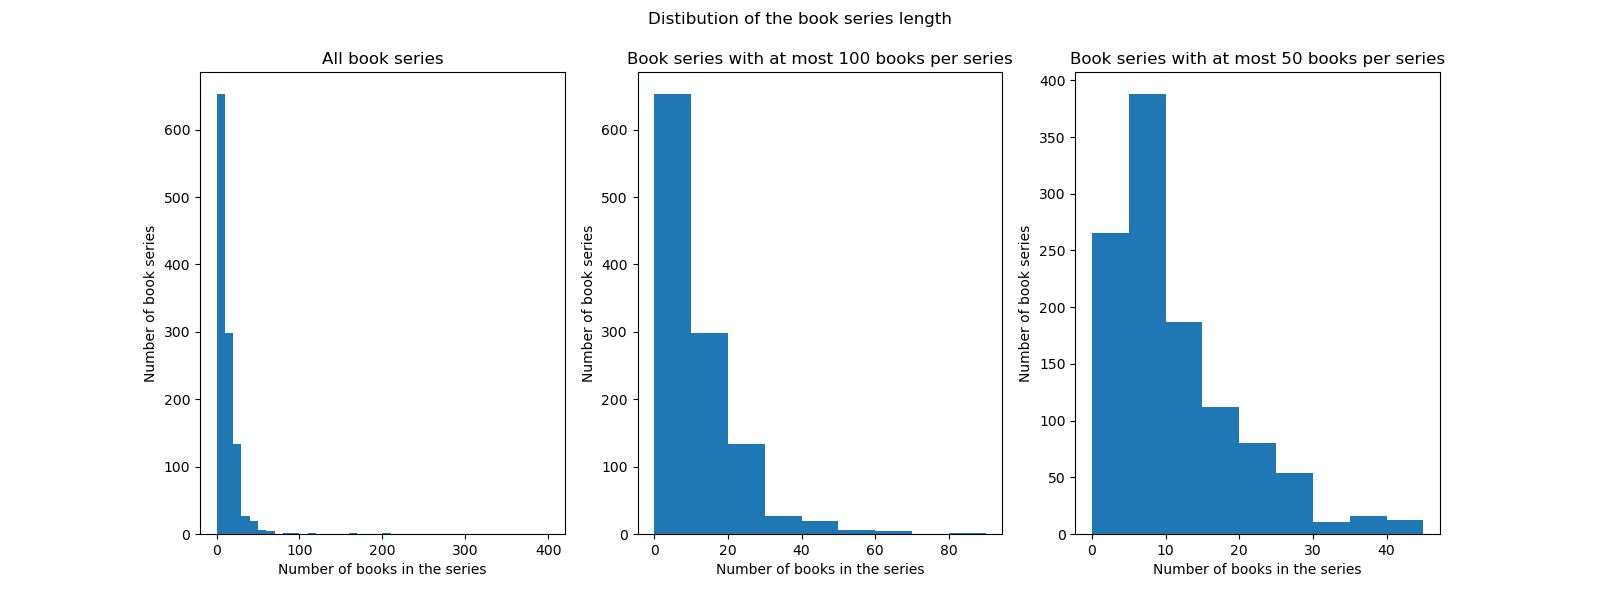 Distibution of the book series length
All book series
Number of book series
600
500
400
300
200
100
0
0 100 200 300 400
Number of books in the series
Book series with at most 100 books per series
Number of book series
600
500
400
300
200
100
0
0 20 40 60 80
Number of books in the series
Book series with at most 50 books per series
Number of book series
400
350
300
250
200
150
100
50
0
0 10 20 30 40
Number of books in the series